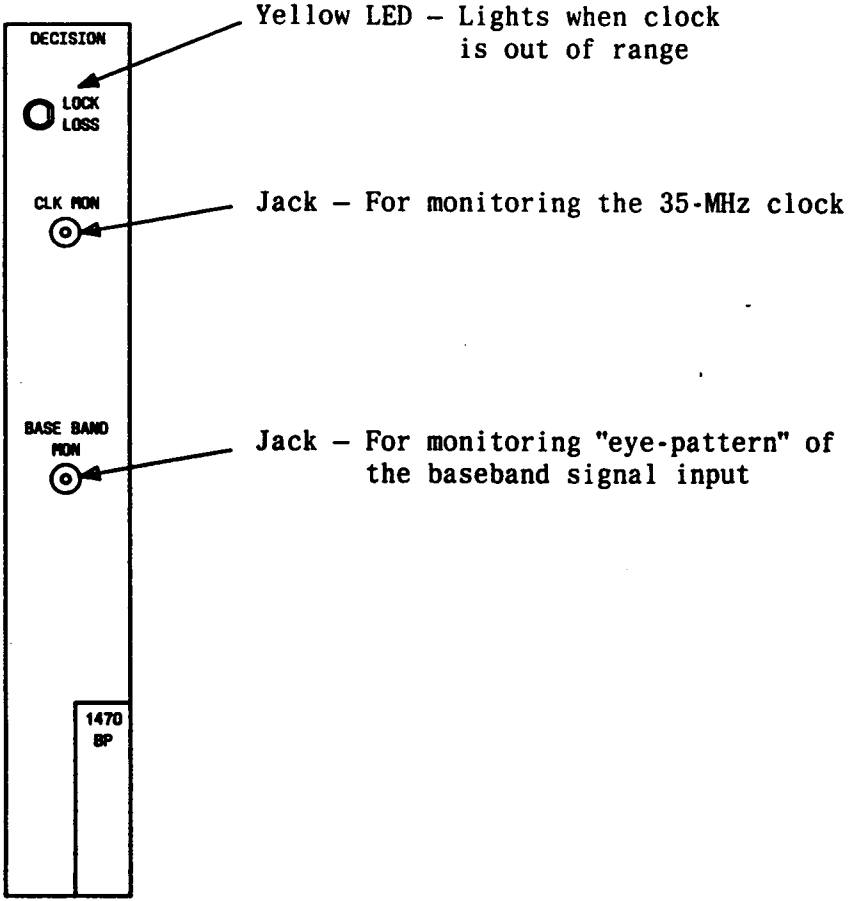 Yellow LED — Lights when clock
is out of range
DECISION
LOCK
LOSS
CLK MON
Jack — For monitoring the 35-MHz clock
BASE BAND
MON
Jack — For monitoring "eye-pattern" of
the baseband signal input
1470
BP